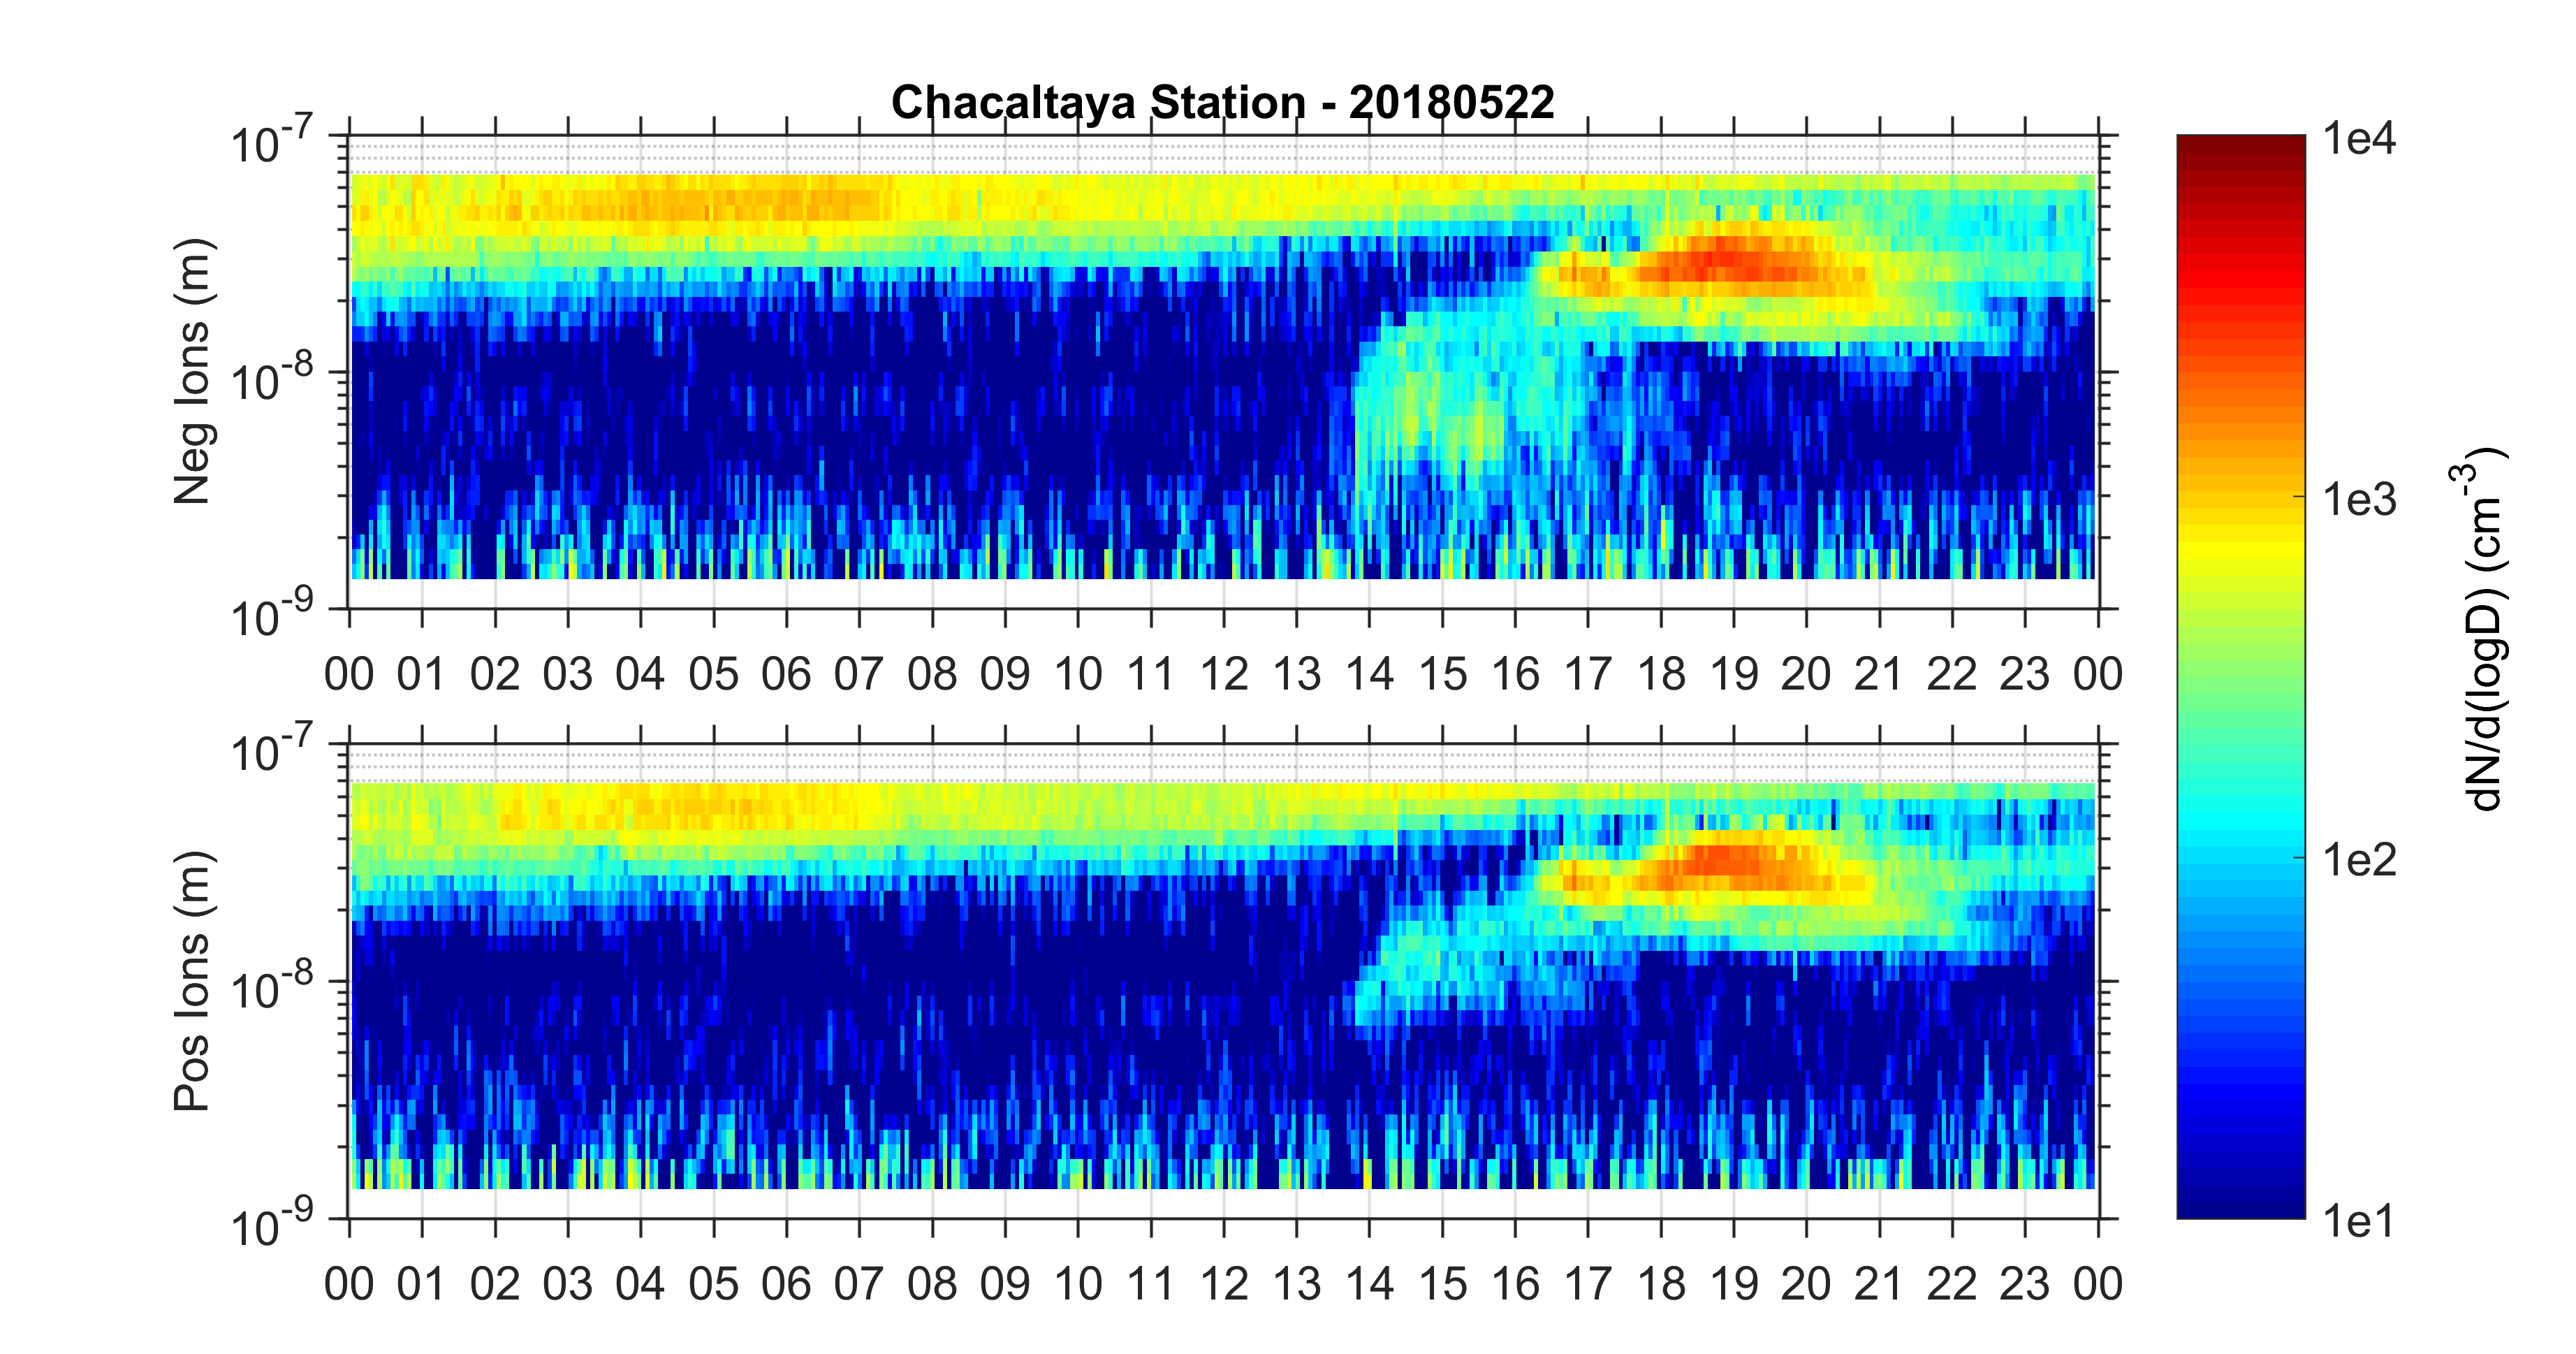 Chacaltaya Station - 20180522
10-7
10-8
10-9
Neg Ions (m)
00 01 02 03 04 05 06 07 08 09 10 11 12 13 14 15 16 17 18 19 20 21 22 23 00
10-7
10-8
10-9
Pos Ions (m)
00 01 02 03 04 05 06 07 08 09 10 11 12 13 14 15 16 17 18 19 20 21 22 23 00
1e4
1e3
1e2
1e1
dN/d(logD) (cm-3)